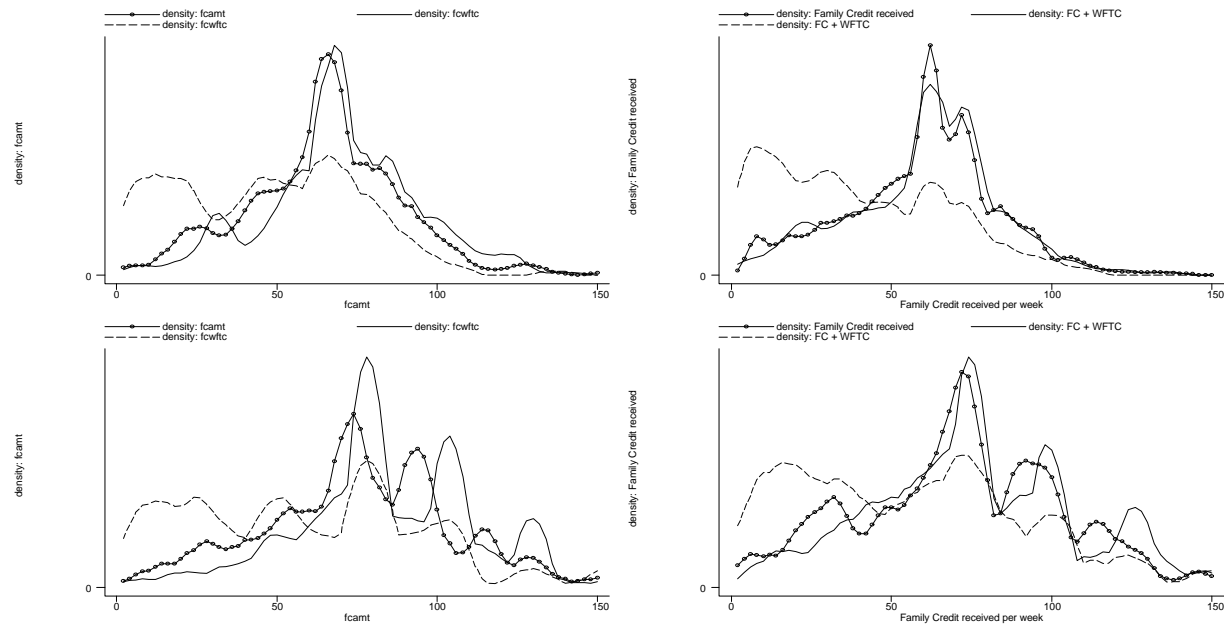 density: fcamt density: fcwftc
density: fcwftc
density: fcamt
0
0 50 100 150
fcamt
density: Family Credit received density: FC + WFTC
density: FC + WFTC
density: Family Credit received
0
0 50 100 150
Family Credit received per week
density: fcamt density: fcwftc
density: fcwftc
density: fcamt
0
0 50 100 150
fcamt
density: Family Credit received density: FC + WFTC
density: FC + WFTC
density: Family Credit received
0
0 50 100 150
Family Credit received per week